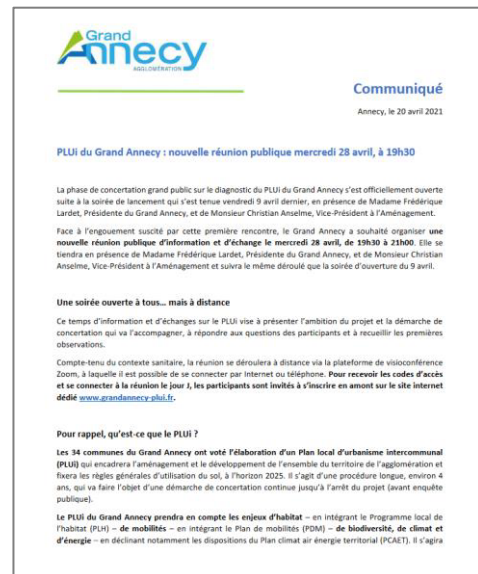 Grand
Annecy
AGGLOMÉRATION
Communiqué
Annecy, le 20 avril 2021
PLUi du Grand Annecy : nouvelle réunion publique mercredi 28 avril, à 19h30
La phase de concertation grand public sur le diagnostic du PLUi du Grand Annecy s'est officiellement ouverte
suite à la soirée de lancement qui s'est tenue vendredi 9 avril dernier, en présence de Madame Frédérique
Lardet, Présidente du Grand Annecy, et de Monsieur Christian Anselme, Vice-Président à l'Aménagement.
Face à l'engouement suscité par cette première rencontre, le Grand Annecy a souhaité organiser une
nouvelle réunion publique d'information et d'échange le mercredi 28 avril, de 19h30 à 21h00. Elle se
tiendra en présence de Madame Frédérique Lardet, Présidente du Grand Annecy, et de Monsieur Christian
Anselme, Vice-Président à l'Aménagement et suivra le même déroulé que la soirée d'ouverture du 9 avril.
Une soirée ouverte à tous… mais à distance
Ce temps d'information et d'échanges sur le PLUi vise à présenter l'ambition du projet et la démarche de
concertation qui va l'accompagner, à répondre aux questions des participants et à recueillir les premières
observations.
Compte-tenu du contexte sanitaire, la réunion se déroulera à distance via la plateforme de visioconférence
Zoom, à laquelle il est possible de se connecter par Internet ou téléphone. Pour recevoir les codes d'accès
et se connecter à la réunion le jour J, les participants sont invités à s'inscrire en amont sur le site internet
dédié www.grandannecy-plui.fr.
Pour rappel, qu'est-ce que le PLUi ?
Les 34 communes du Grand Annecy ont voté l'élaboration d'un Plan local d'urbanisme intercommunal
(PLUi) qui encadrera l'aménagement et le développement de l'ensemble du territoire de l'agglomération et
fixera les règles générales d'utilisation du sol, à l'horizon 2025. Il s'agit d'une procédure longue, environ 4
ans, qui va faire l'objet d'une démarche de concertation continue jusqu'à l'arrêt du projet (avant enquête
publique).
Le PLUi du Grand Annecy prendra en compte les enjeux d'habitat – en intégrant le Programme local de
l'habitat (PLH) – de mobilités – en intégrant le Plan de mobilités (PDM) – de biodiversité, de climat et
d'énergie – en déclinant notamment les dispositions du Plan climat air énergie territorial (PCAET). Il s'agira